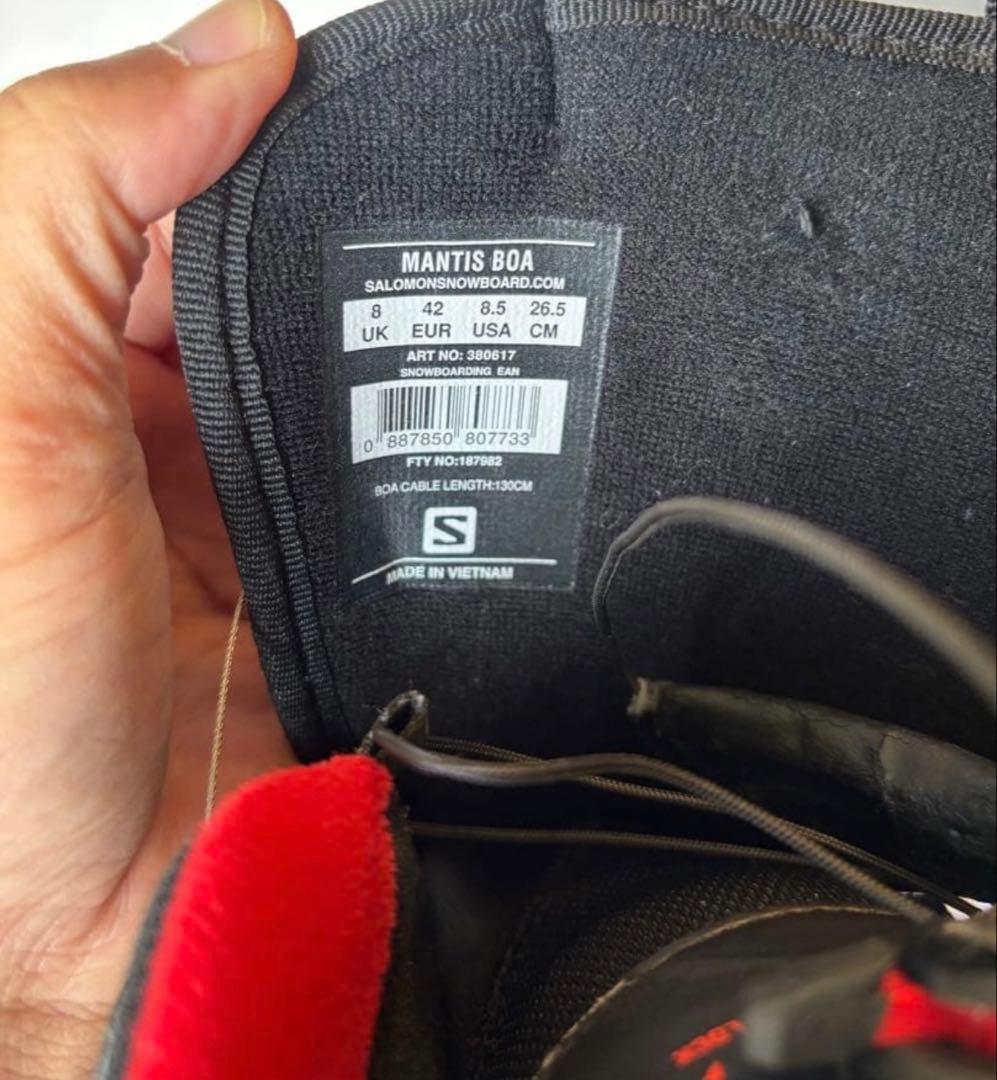 MANTIS BOA
SALOMONSNOWBOARD.COM
8 42 8.5 26.5
UK EUR USA CM
ART NO: 380617
SNOWBOARDING EAN
0 887850 807733
FTY NO:187982
BOA CABLE LENGTH:130CM
S
MADE IN VIETNAM